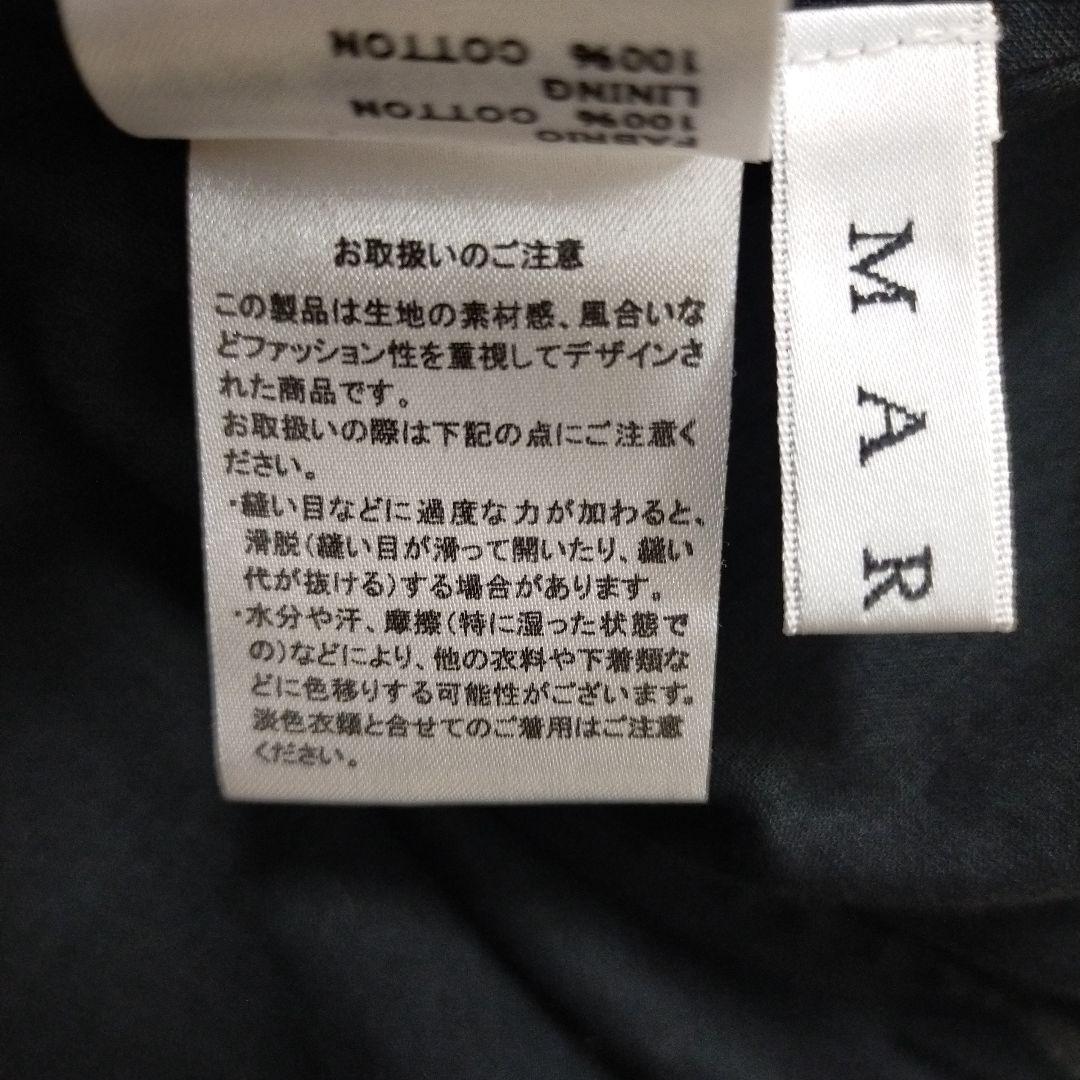 FABRIC
100% COTTON
LINING
100% COTTON
お取扱いのご注意
この製品は生地の素材感、風合いな
どファッション性を重視してデザインさ
れた商品です。
お取扱いの際は下記の点にご注意く
ださい。
・縫い目などに過度な力が加わると、
滑脱(縫い目が滑って開いたり、縫い
代が抜ける)する場合があります。
・水分や汗、摩擦(特に湿った状態で
の)などにより、他の衣料や下着類な
どに色移りする可能性がございます。
淡色衣類と合せてのご着用はご注意
ください。
MAR